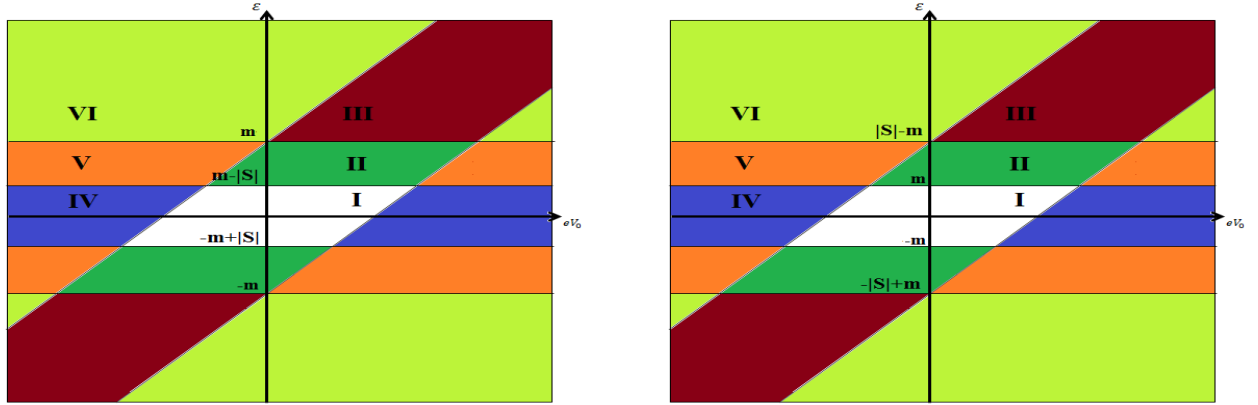 ε
VI
III
m
V
II
m-|S|
IV
I
eV₀
-m+|S|
-m
ε
VI
III
|S|-m
V
II
m
IV
I
eV₀
-m
-|S|+m